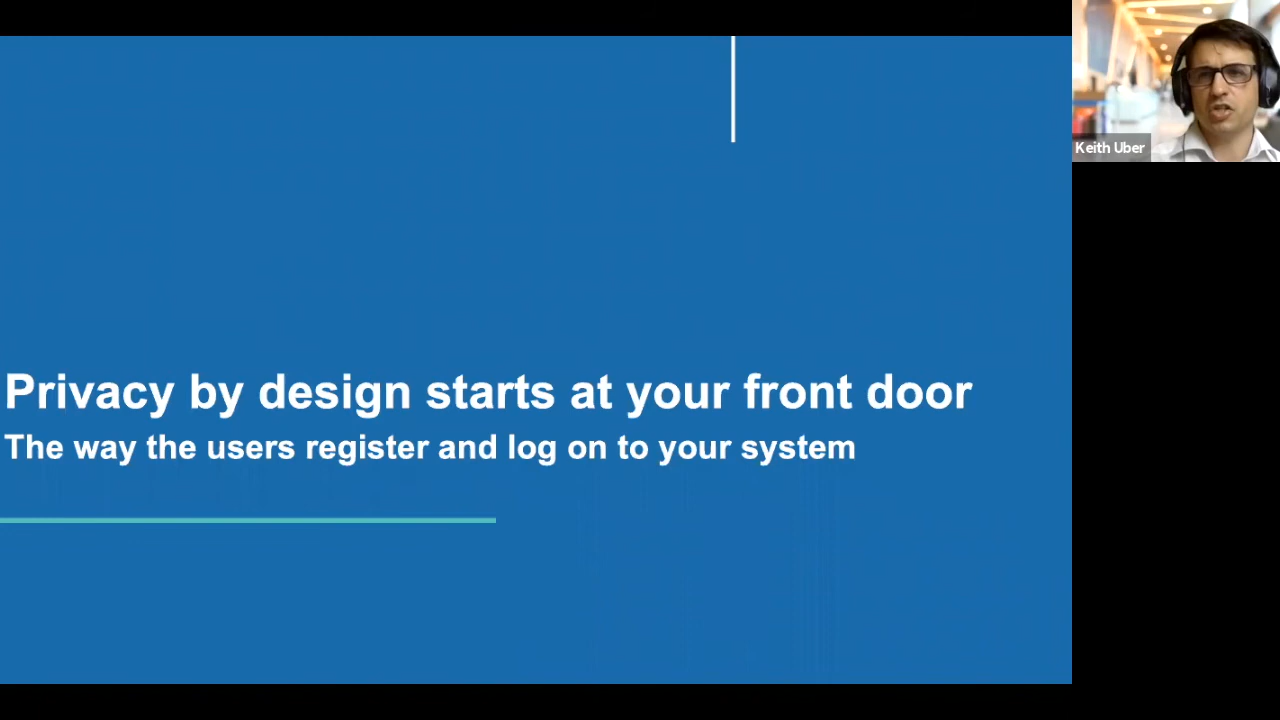 Privacy by design starts at your front door
The way the users register and log on to your system
Keith Uber